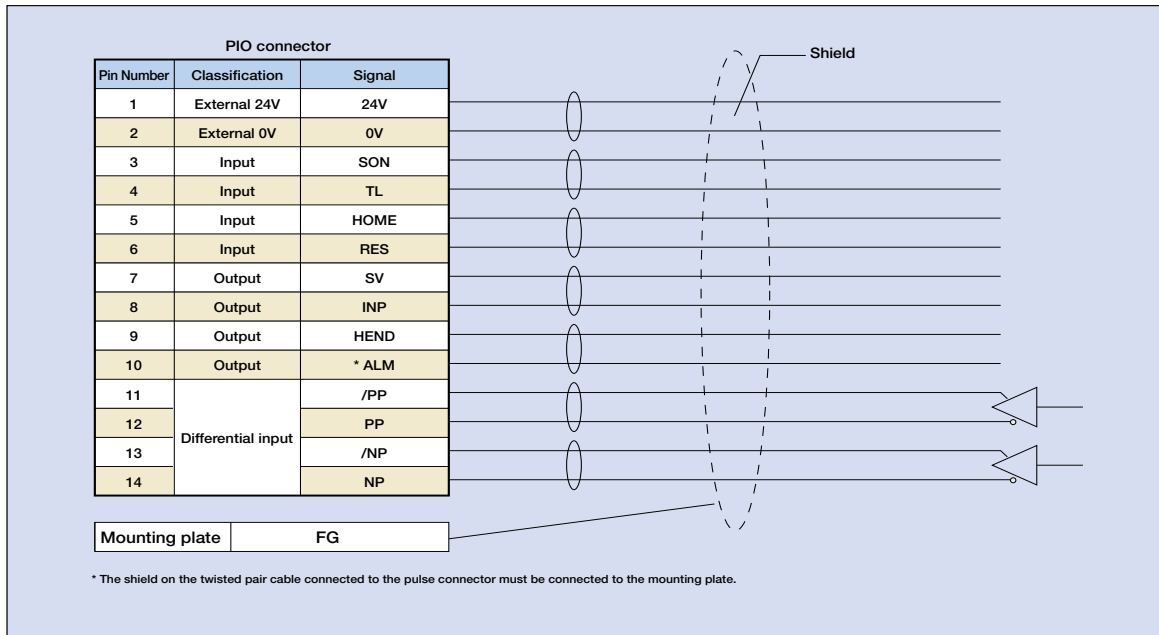 PIO connector
Shield
Pin Number Classification Signal
1 External 24V 24V
2 External 0V 0V
3 Input SON
4 Input TL
5 Input HOME
6 Input RES
7 Output SV
8 Output INP
9 Output HEND
10 Output * ALM
11 /PP
12 PP
Differential input
13 /NP
14 NP
Mounting plate FG
* The shield on the twisted pair cable connected to the pulse connector must be connected to the mounting plate.